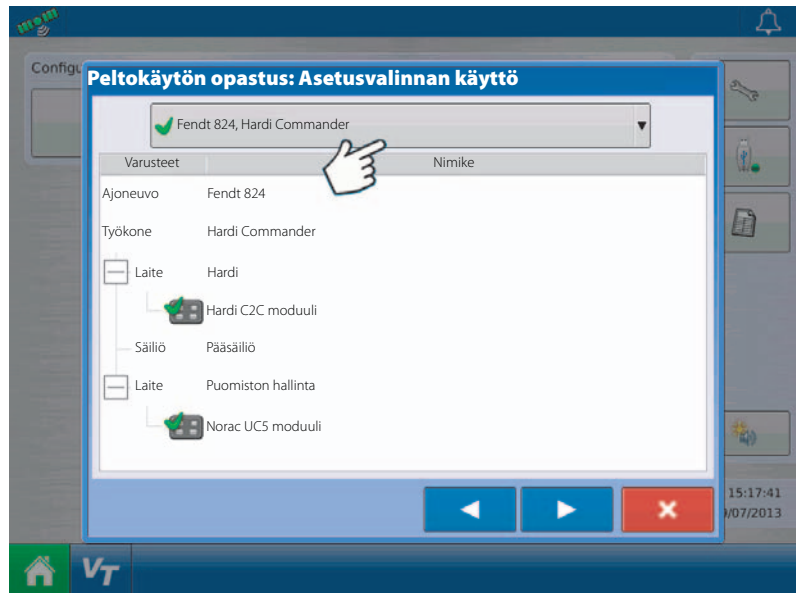 Configu
Peltokäytön opastus: Asetusvalinnan käyttö
Fendt 824, Hardi Commander
Varusteet Nimike
Ajoneuvo Fendt 824
Työkone Hardi Commander
Laite Hardi
Hardi C2C moduuli
Säiliö Pääsäiliö
Laite Puomiston hallinta
Norac UC5 moduuli
15:17:41
/07/2013
VT